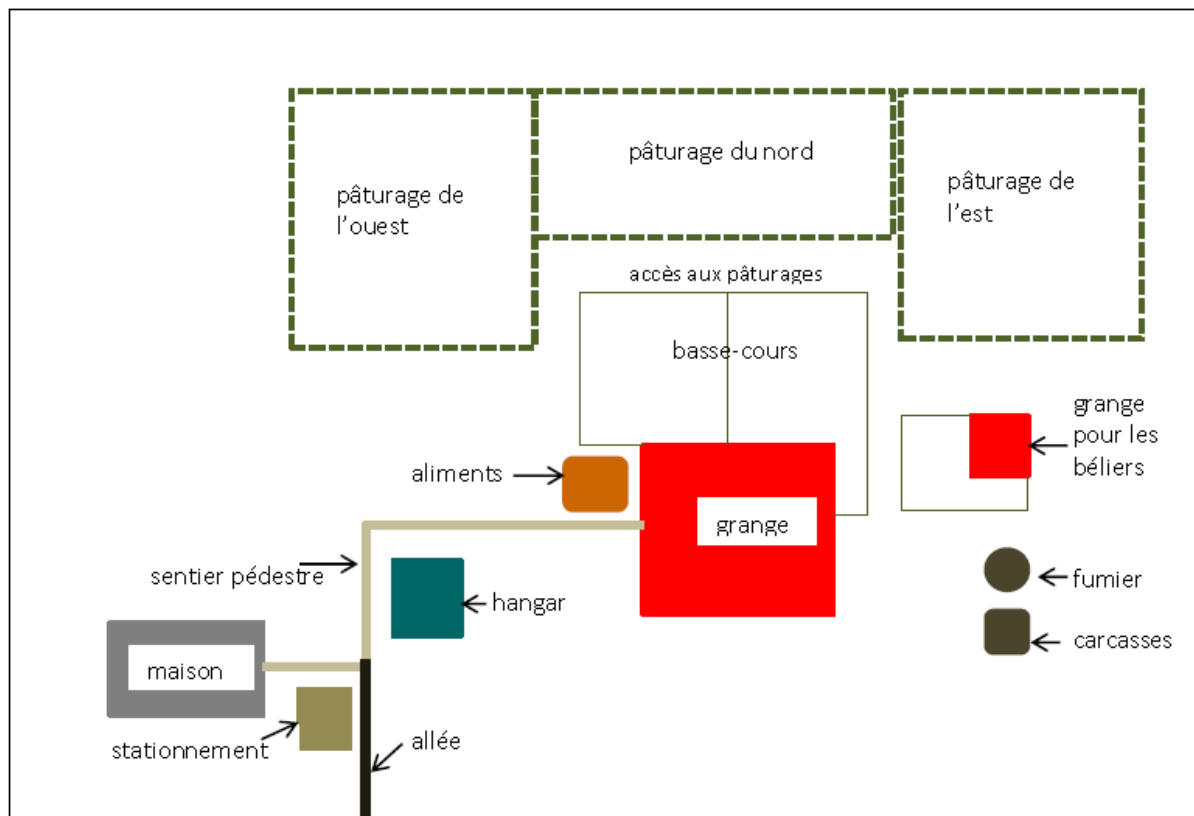 pâturage de
l'ouest
pâturage du nord
pâturage de
l'est
accès aux pâturages
basse-cours
grange
pour les
béliers
aliments
grange
sentier pédestre
hangar
fumier
carcasses
maison
stationnement
allée